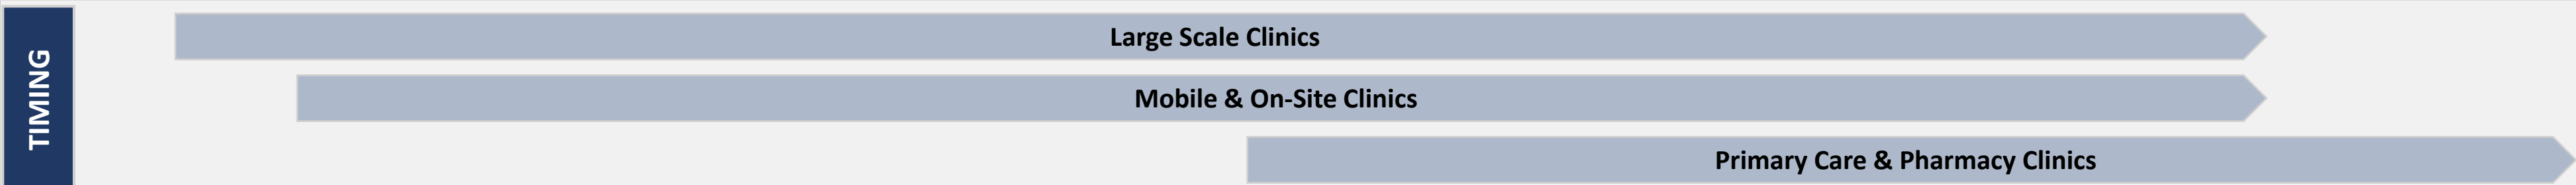 TIMING
Large Scale Clinics
Mobile & On-Site Clinics
Primary Care & Pharmacy Clinics